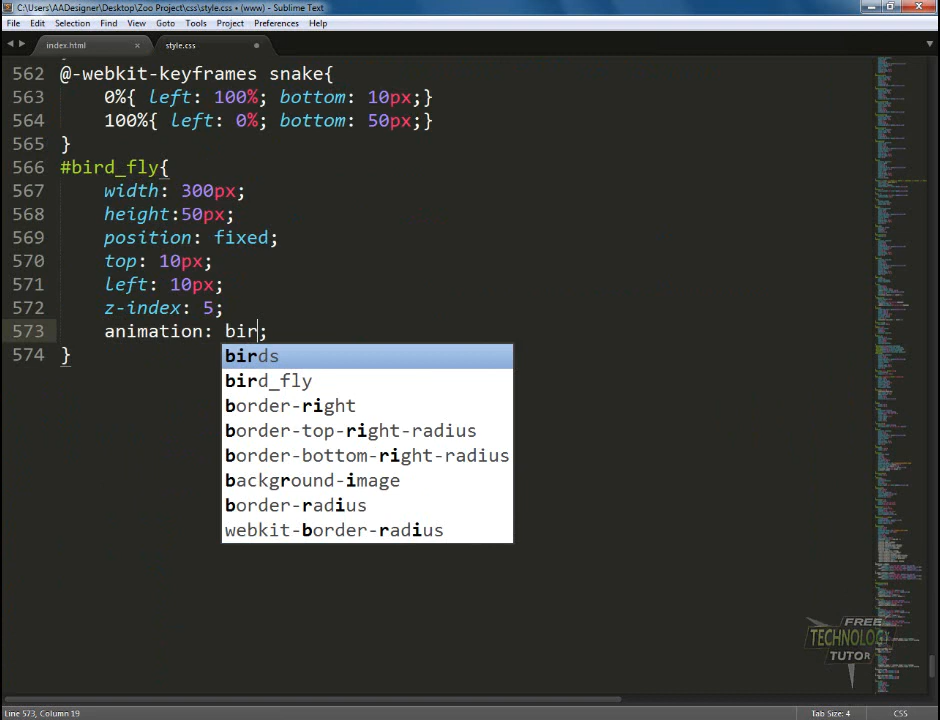 C:\Users\AADesigner\Desktop\Zoo Project\css\style.css • (www) - Sublime Text
File Edit Selection Find View Goto Tools Project Preferences Help
index.html × style.css
562 @-webkit-keyframes snake{
563 0%{ left: 100%; bottom: 10px;}
564 100%{ left: 0%; bottom: 50px;}
565 }
566 #bird_fly{
567 width: 300px;
568 height:50px;
569 position: fixed;
570 top: 10px;
571 left: 10px;
572 z-index: 5;
573 animation: bir;
574 }
birds
bird_fly
border-right
border-top-right-radius
border-bottom-right-radius
background-image
border-radius
webkit-border-radius
FREE
TECHNOLOGY
TUTOR
Line 573, Column 19 Tab Size: 4 CSS